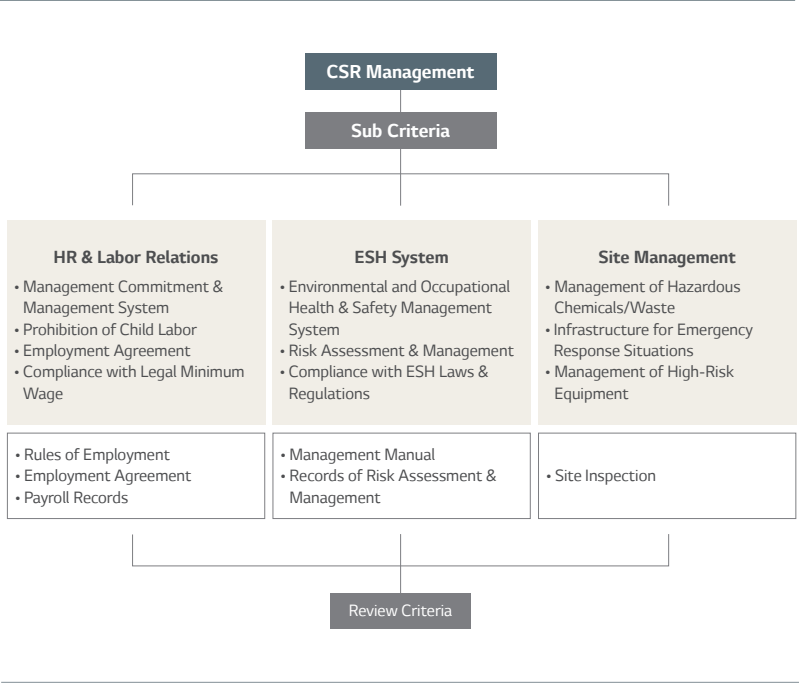 CSR Management
Sub Criteria
HR & Labor Relations
• Management Commitment &
Management System
• Prohibition of Child Labor
• Employment Agreement
• Compliance with Legal Minimum
Wage
ESH System
• Environmental and Occupational
Health & Safety Management
System
• Risk Assessment & Management
• Compliance with ESH Laws &
Regulations
Site Management
• Management of Hazardous
Chemicals/Waste
• Infrastructure for Emergency
Response Situations
• Management of High-Risk
Equipment
• Rules of Employment
• Employment Agreement
• Payroll Records
• Management Manual
• Records of Risk Assessment &
Management
• Site Inspection
Review Criteria